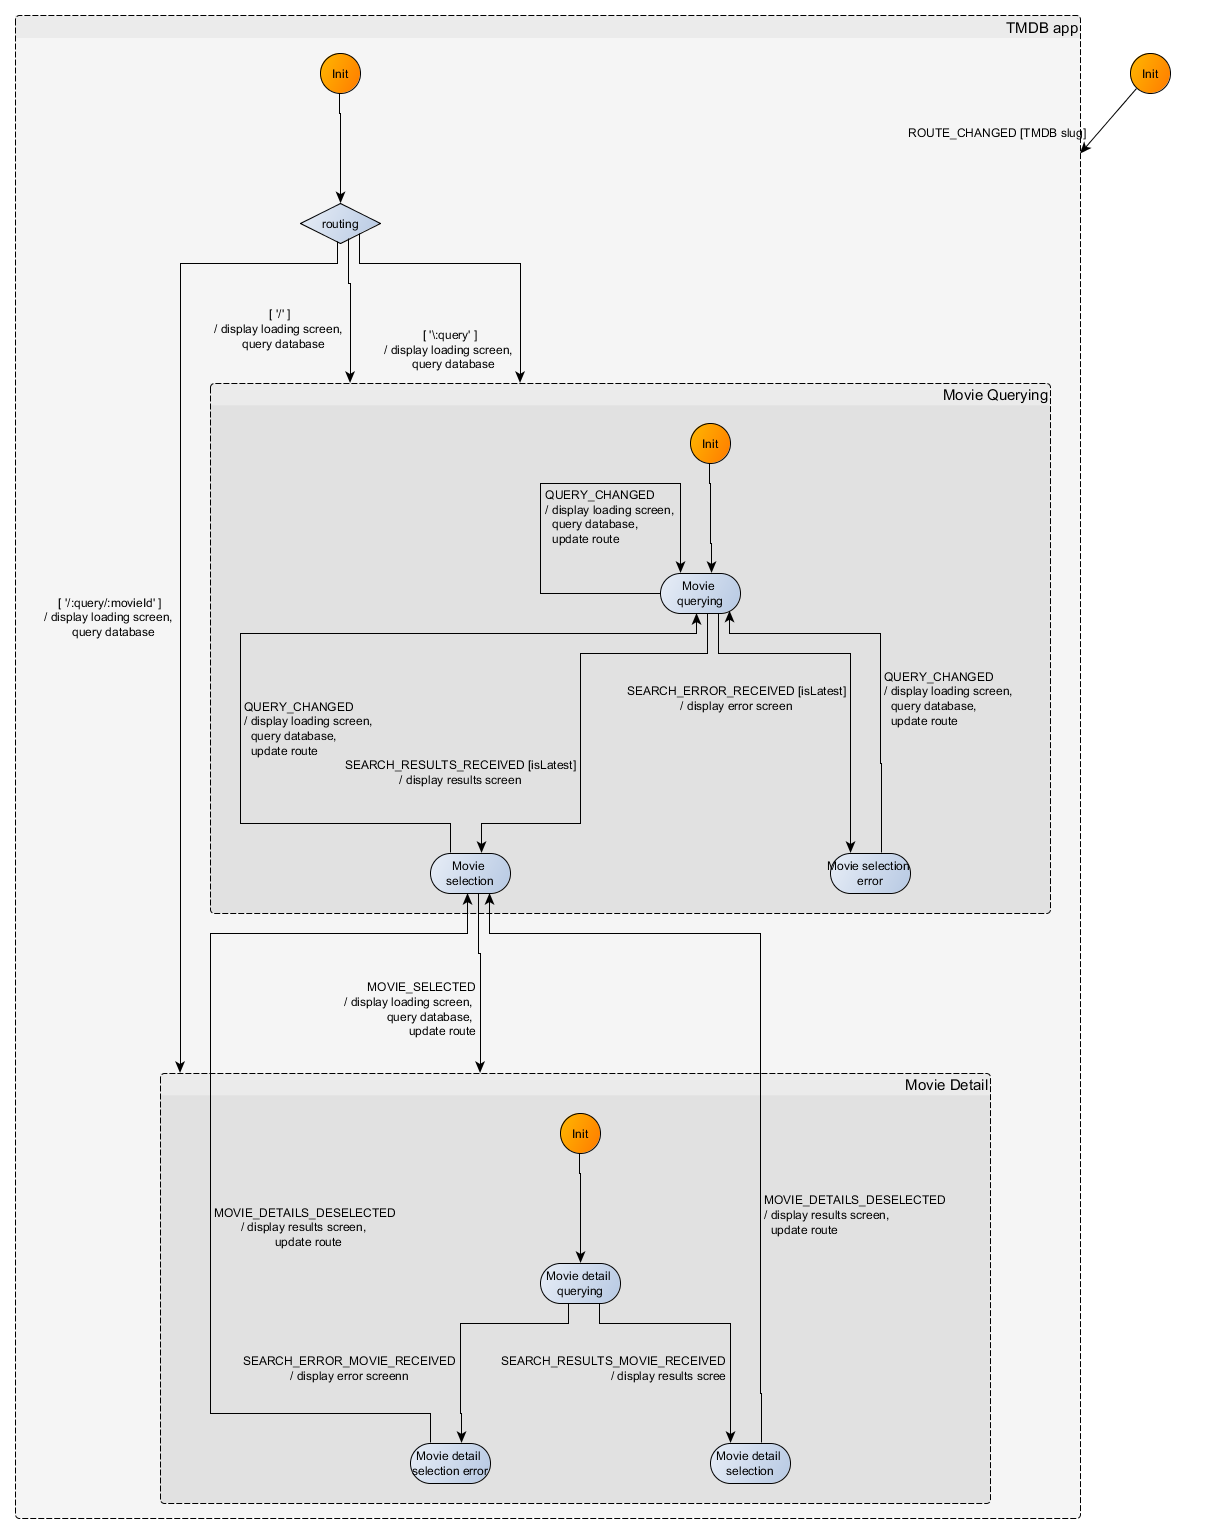 TMDB app
Init
Init
ROUTE_CHANGED [TMDB slug]
routing
[ '/' ]
/ display loading screen,
query database
[ '\:query' ]
/ display loading screen,
query database
Movie Querying
Init
QUERY_CHANGED
/ display loading screen,
query database,
update route
Movie
querying
[ '/:query/:movieId' ]
/ display loading screen,
query database
SEARCH_ERROR_RECEIVED [isLatest]
/ display error screen
QUERY_CHANGED
/ display loading screen,
query database,
update route
QUERY_CHANGED
/ display loading screen,
query database,
update route
SEARCH_RESULTS_RECEIVED [isLatest]
/ display results screen
Movie
selection
Movie selection
error
MOVIE_SELECTED
/ display loading screen,
query database,
update route
Movie Detail
Init
MOVIE_DETAILS_DESELECTED
/ display results screen,
update route
MOVIE_DETAILS_DESELECTED
/ display results screen,
update route
Movie detail
querying
SEARCH_ERROR_MOVIE_RECEIVED
/ display error screenn
SEARCH_RESULTS_MOVIE_RECEIVED
/ display results scree
Movie detail
selection error
Movie detail
selection